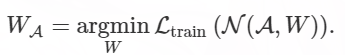 W_𝒜 = argmin_W ℒ_train (𝒩(𝒜, W)).